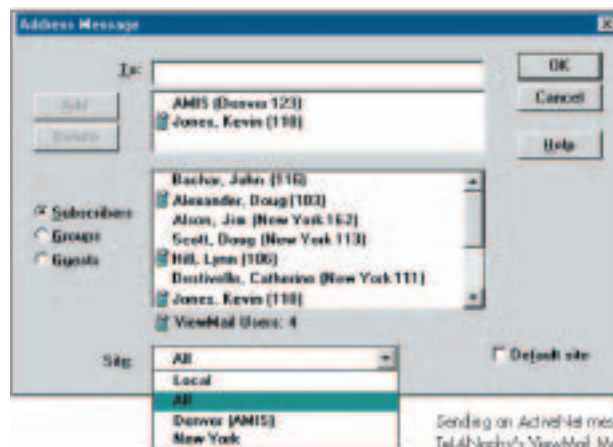 Address Message
To:
OK
Cancel
Help
Add
Remove
AMIS (Denver 123)
Jones, Kevin (118)
Subscribers
Groups
Guests
Bachar, John (116)
Alexander, Doug (103)
Alson, Jim (New York 162)
Scott, Doug (New York 113)
Hill, Lynn (106)
Destivelle, Catherine (New York 111)
Jones, Kevin (118)
ViewMail Users: 4
Site:
All
Default site
Local
All
Denver (AMIS)
New York
Sending an ActiveNet
ViewMail